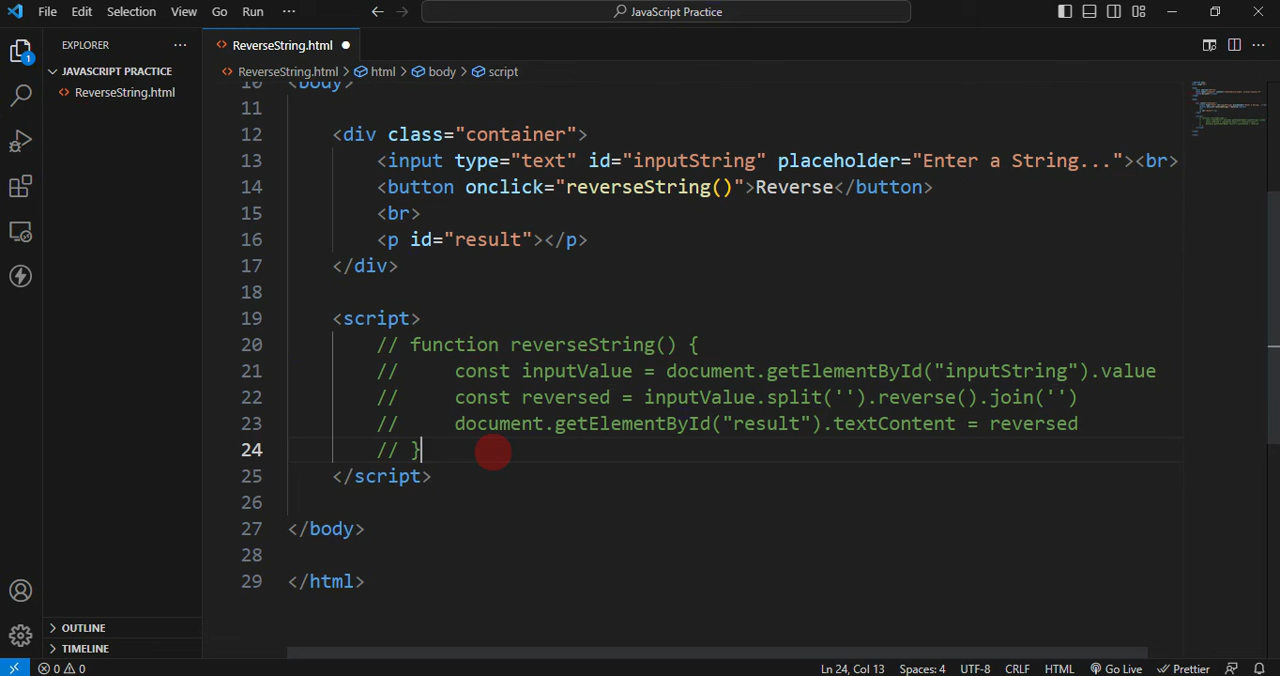 File Edit Selection View Go Run ··· JavaScript Practice
EXPLORER ···
JAVASCRIPT PRACTICE
ReverseString.html
1
ReverseString.html
ReverseString.html > html > body > script
10 <body>
11
12 <div class="container">
13 <input type="text" id="inputString" placeholder="Enter a String..."><br>
14 <button onclick="reverseString()">Reverse</button>
15 <br>
16 <p id="result"></p>
17 </div>
18
19 <script>
20 // function reverseString() {
21 // const inputValue = document.getElementById("inputString").value
22 // const reversed = inputValue.split('').reverse().join('')
23 // document.getElementById("result").textContent = reversed
24 // }
25 </script>
26
27 </body>
28
29 </html>
OUTLINE
TIMELINE
0 0 Ln 24, Col 13 Spaces: 4 UTF-8 CRLF HTML Go Live Prettier